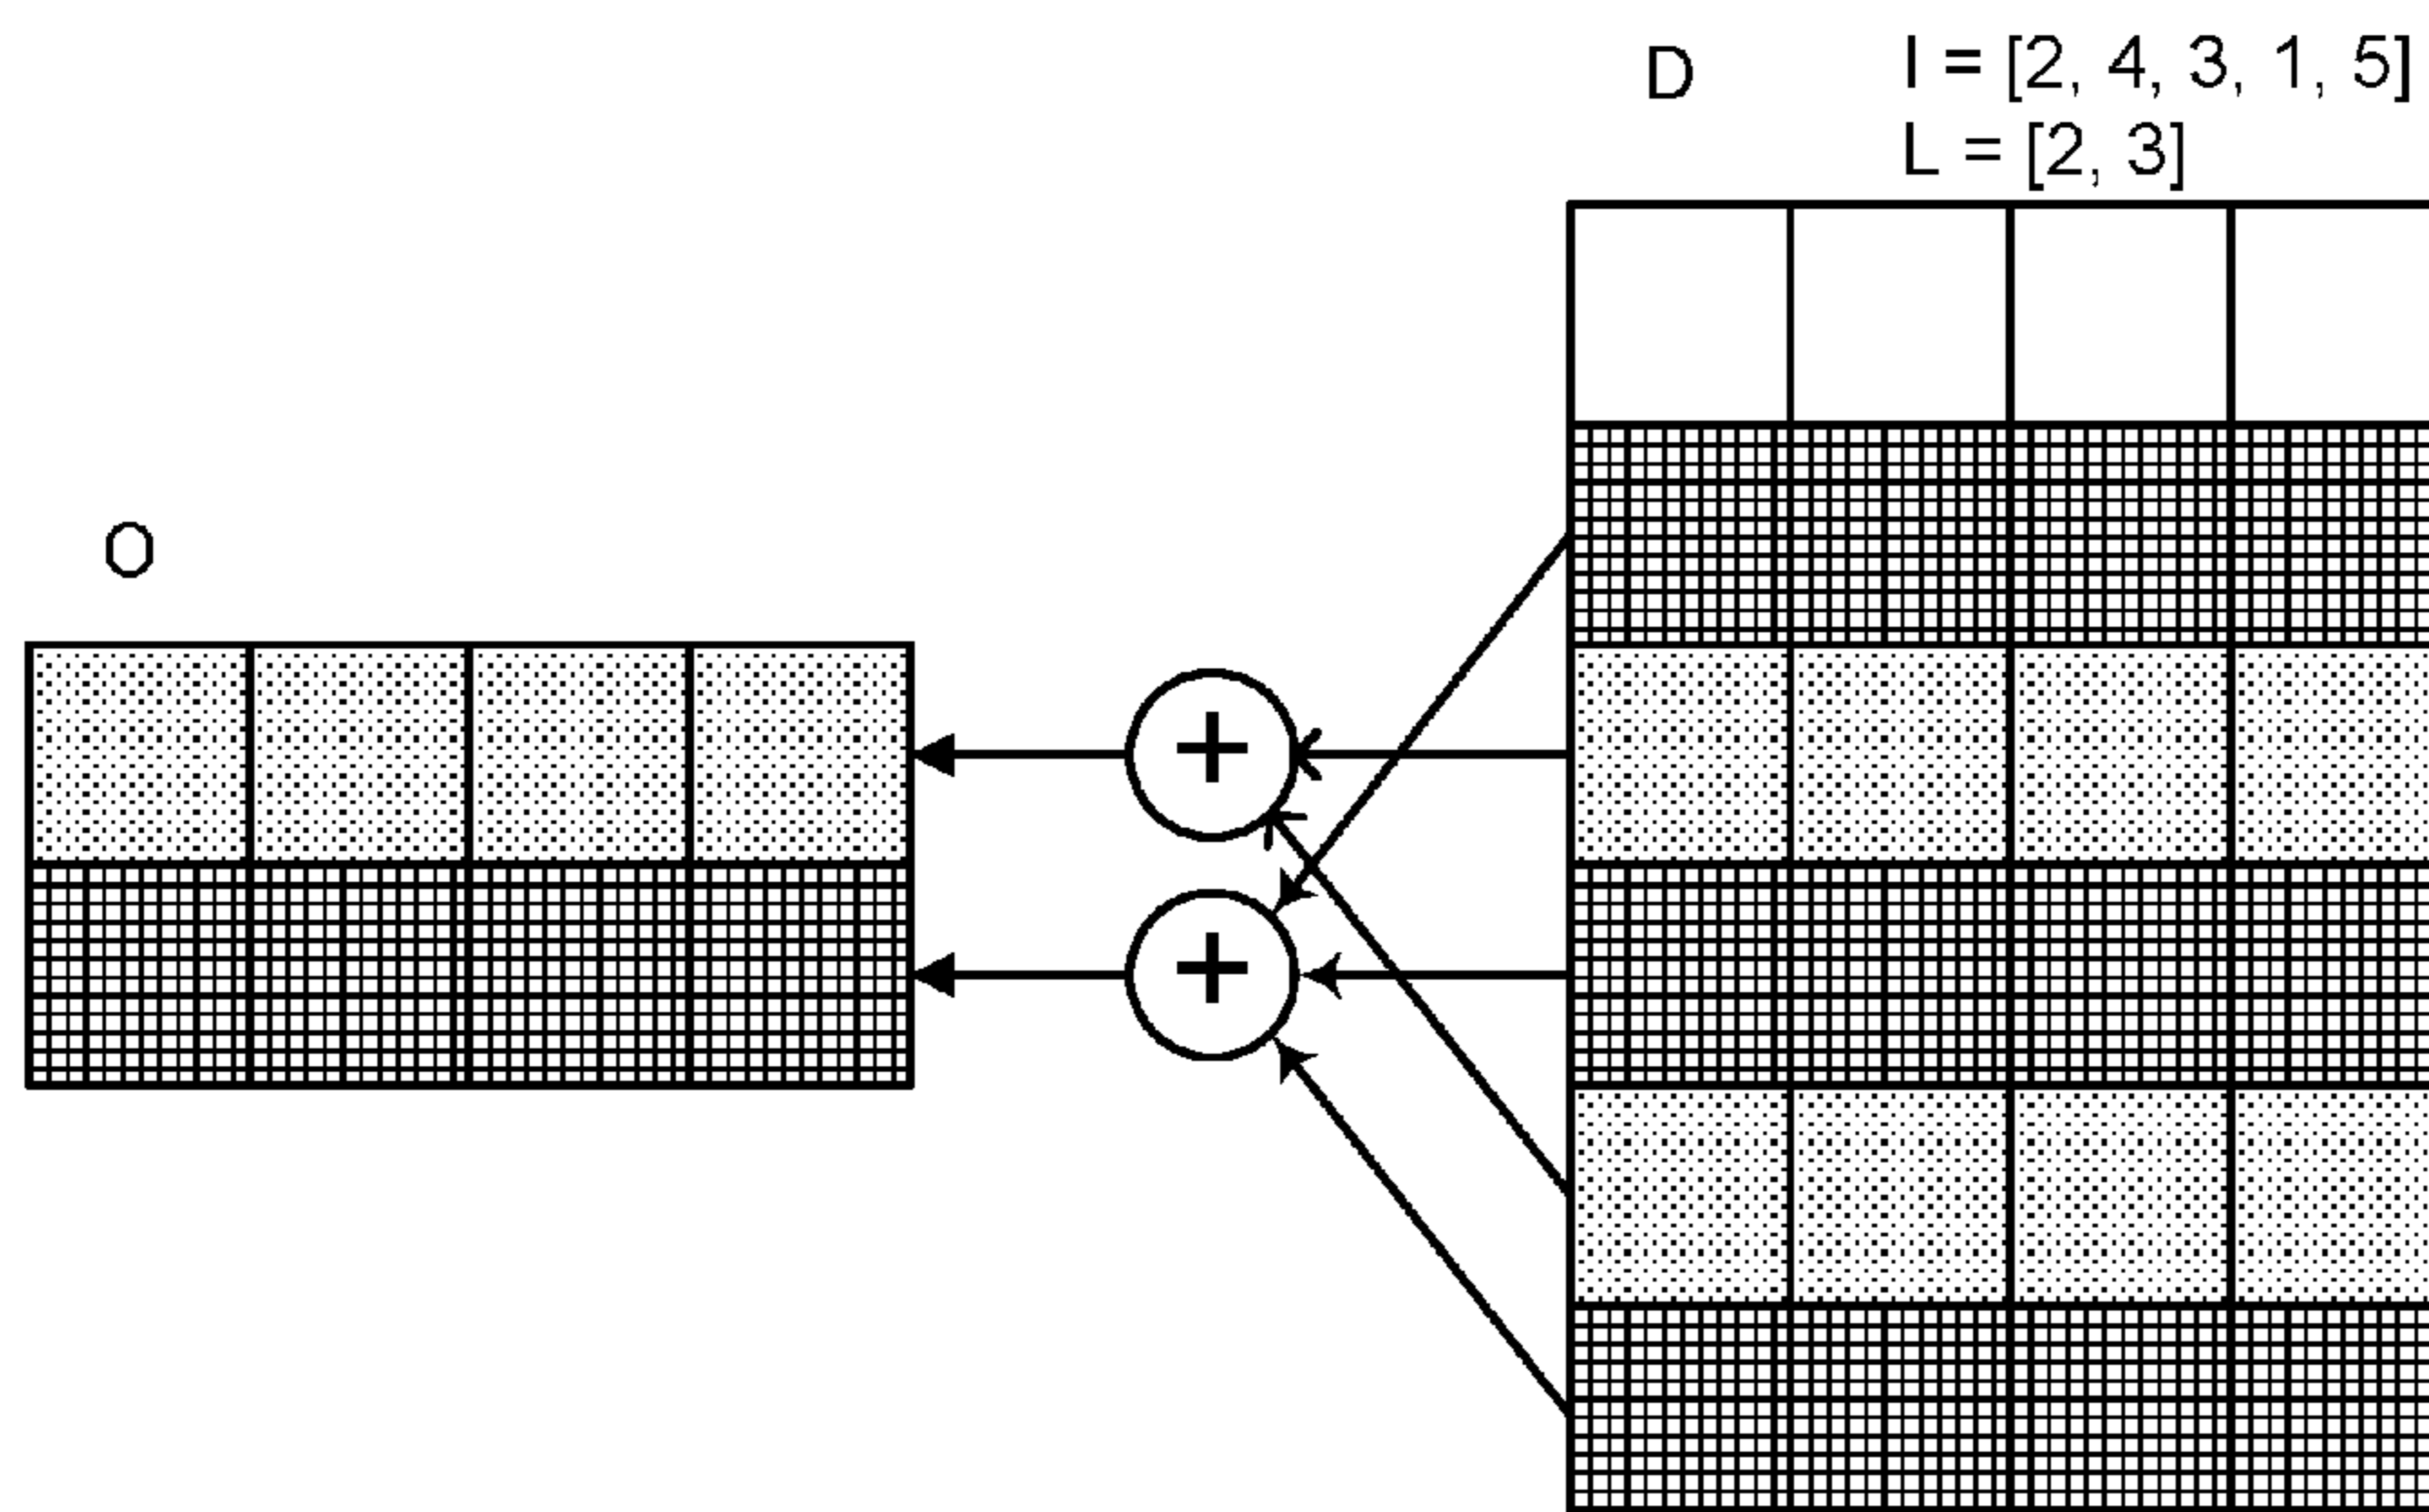 D
I = [2, 4, 3, 1, 5]
L = [2, 3]
O
+
+